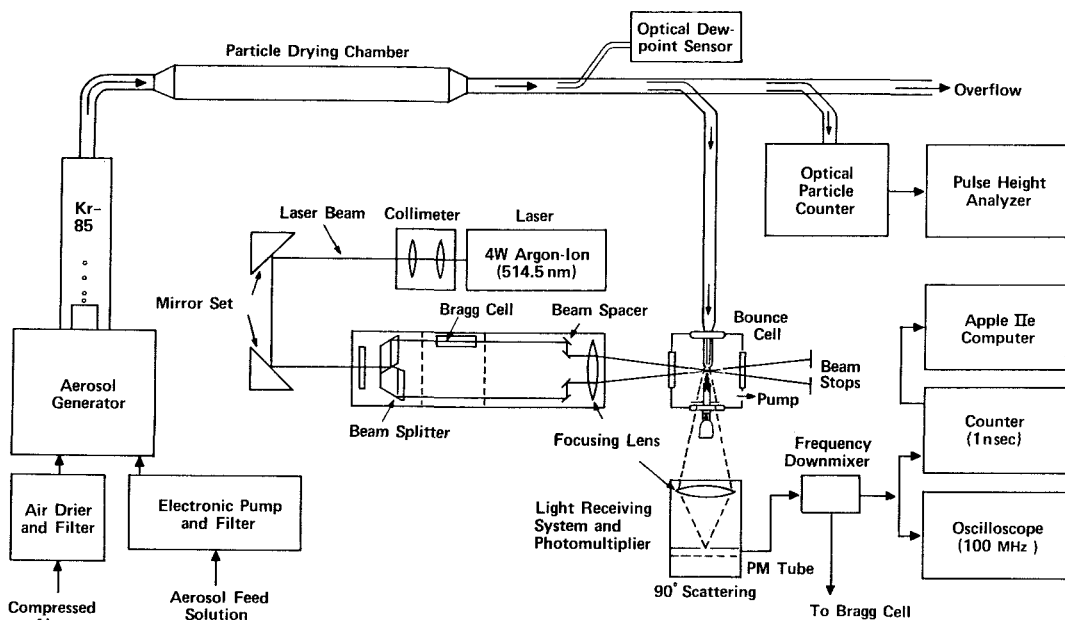 Optical Dew-
point Sensor
Particle Drying Chamber
Overflow
Kr-
85
Optical
Particle
Counter
Pulse Height
Analyzer
Laser Beam
Collimeter
Laser
4W Argon-Ion
(514.5 nm)
Mirror Set
Bragg Cell
Beam Spacer
Bounce
Cell
Apple IIe
Computer
Beam
Stops
Pump
Aerosol
Generator
Beam Splitter
Focusing Lens
Frequency
Downmixer
Counter
(1nsec)
Air Drier
and Filter
Electronic Pump
and Filter
Light Receiving
System and
Photomultiplier
Oscilloscope
(100 MHz)
PM Tube
90° Scattering
Compressed
Aerosol Feed
Solution
To Bragg Cell